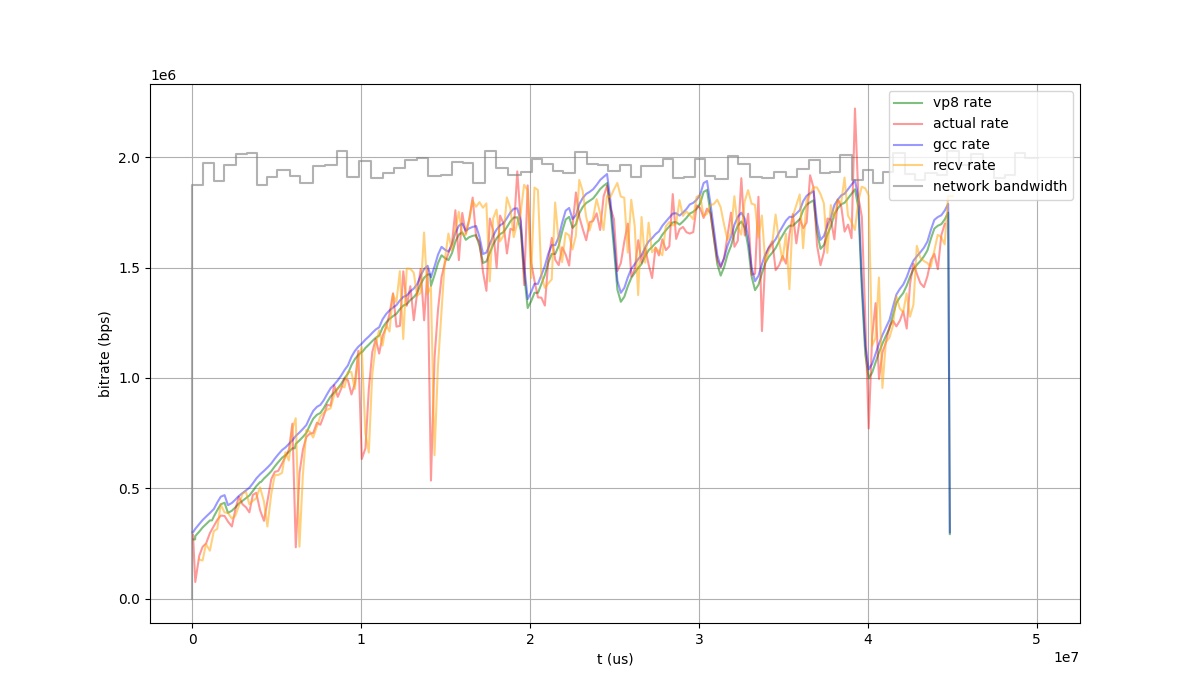 1e6
vp8 rate
actual rate
gcc rate
recv rate
network bandwidth
2.0
1.5
1.0
0.5
0.0
bitrate (bps)
0 1 2 3 4 5
t (us)
1e7